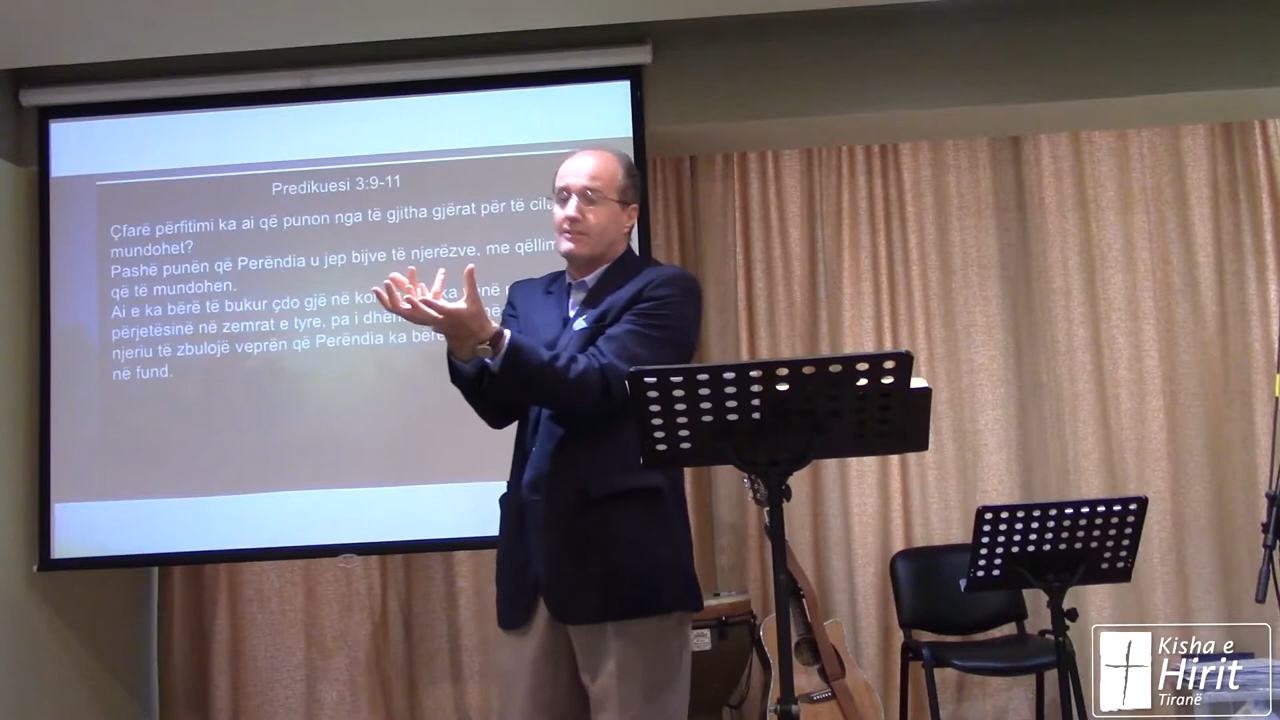 Predikuesi 3:9-11
Çfarë përfitimi ka ai që punon nga të gjitha gjërat për të
mundohet?
Pashë punën që Perëndia u jep bijve të njerëzve, me
që të mundohen.
Ai e ka bërë të bukur çdo gjë në
përjetësinë në zemrat e tyre, pa i
njeriu të zbulojë veprën që Perëndia ka
në fund.
Kisha e
Hirit
Tiranë